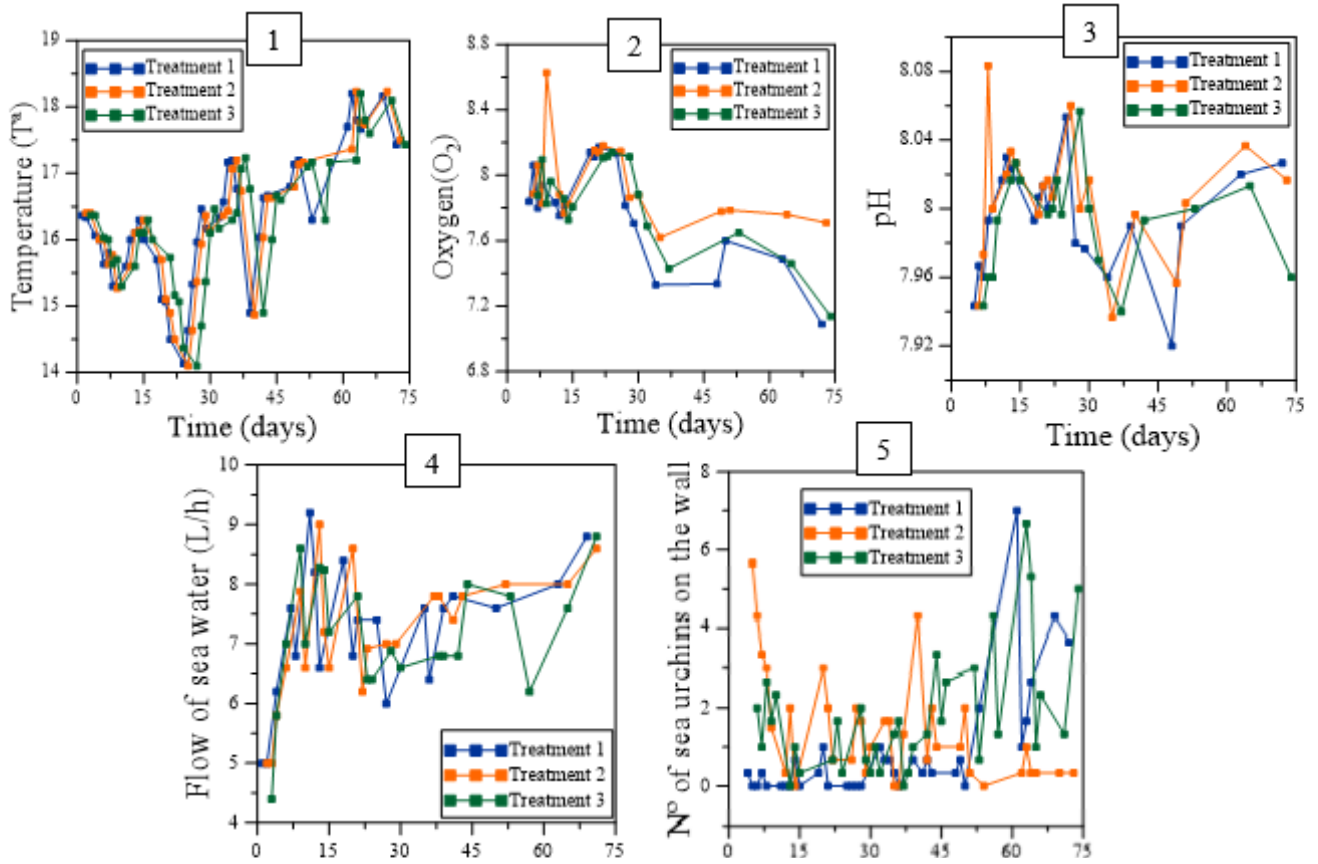 1
19
18
17
16
15
14
Temperature (Tª)
Treatment 1
Treatment 2
Treatment 3
0 15 30 45 60 75
Time (days)
2
8.8
8.4
8.0
7.6
7.2
6.8
Oxygen(O₂)
Treatment 1
Treatment 2
Treatment 3
0 15 30 45 60 75
Time (days)
3
8.08
8.04
8
7.96
7.92
pH
Treatment 1
Treatment 2
Treatment 3
0 15 30 45 60 75
Time (days)
4
10
9
8
7
6
5
4
Flow of sea water (L/h)
Treatment 1
Treatment 2
Treatment 3
0 15 30 45 60 75
5
8
6
4
2
0
Nº of sea urchins on the wall
Treatment 1
Treatment 2
Treatment 3
0 15 30 45 60 75